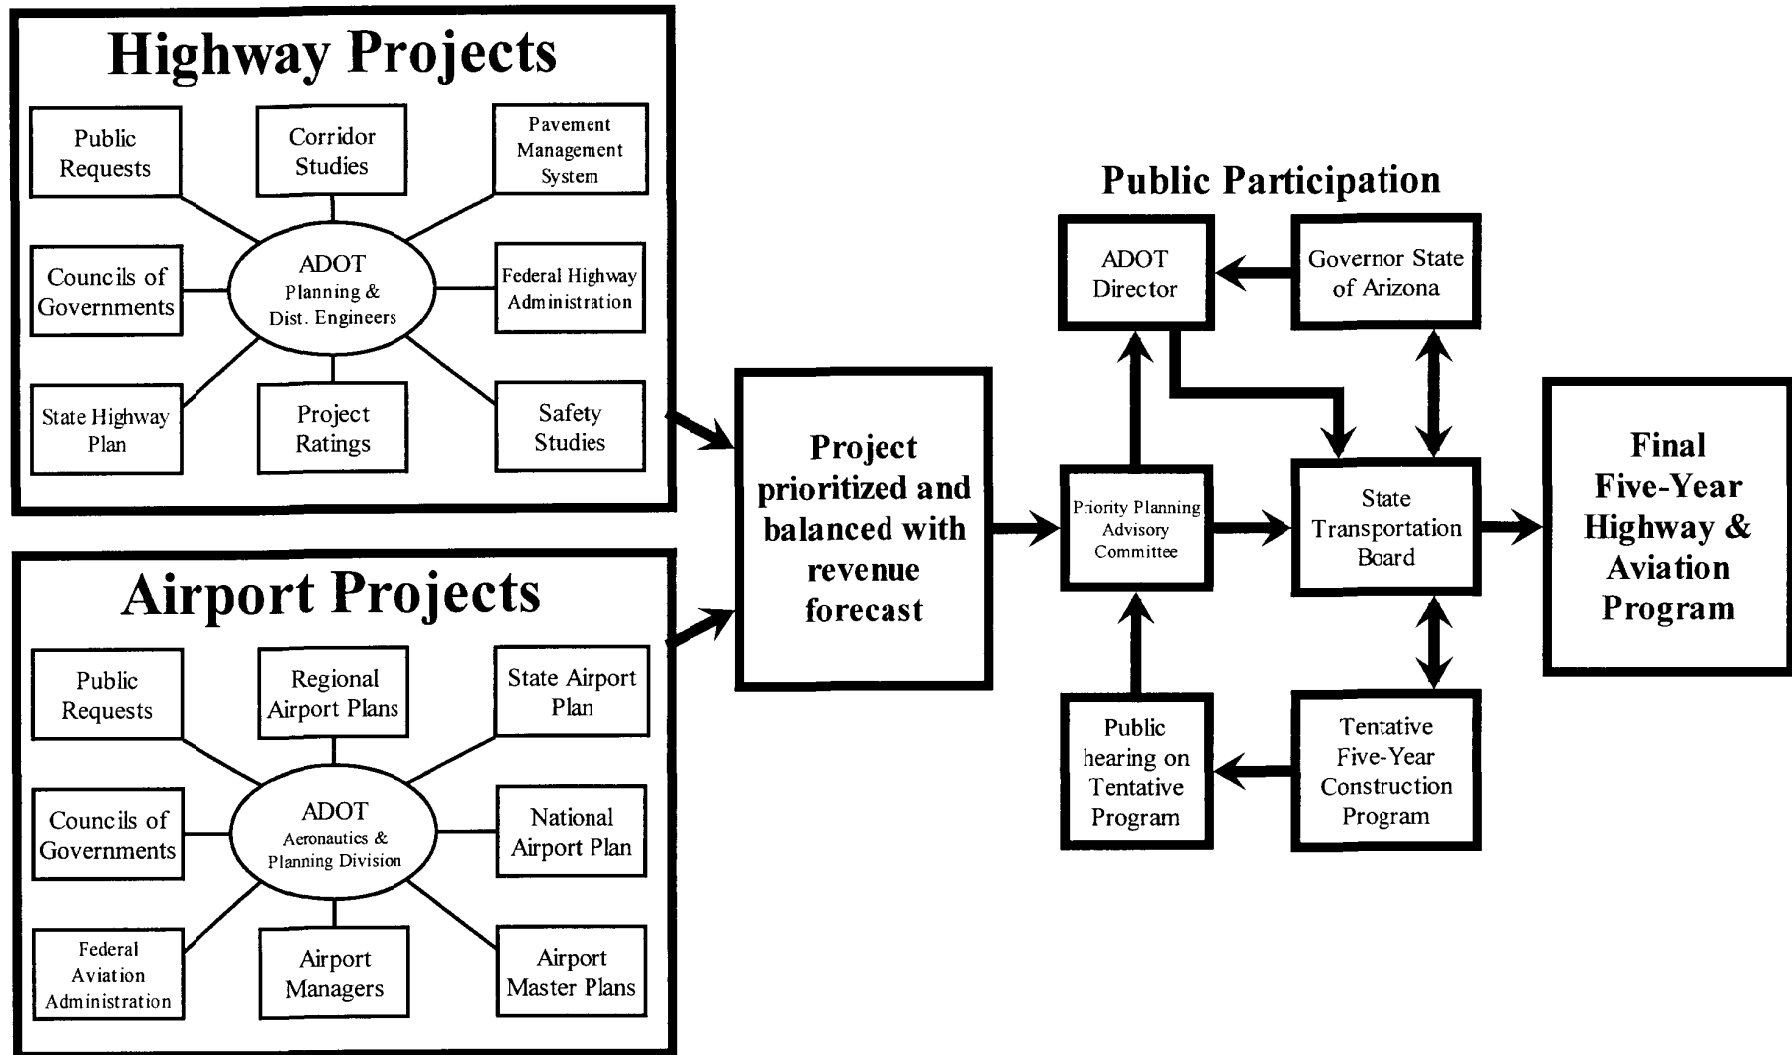 Highway Projects
Public
Requests
Corridor
Studies
Pavement
Management
System
Councils of
Governments
ADOT
Planning &
Dist. Engineers
Federal Highway
Administration
State Highway
Plan
Project
Ratings
Safety
Studies
Airport Projects
Public
Requests
Regional
Airport Plans
State Airport
Plan
Councils of
Governments
ADOT
Aeronautics &
Planning Division
National
Airport Plan
Federal
Aviation
Administration
Airport
Managers
Airport
Master Plans
Project
prioritized and
balanced with
revenue
forecast
Public Participation
ADOT
Director
Governor State
of Arizona
Priority Planning
Advisory
Committee
State
Transportation
Board
Public
hearing on
Tentative
Program
Tentative
Five-Year
Construction
Program
Final
Five-Year
Highway &
Aviation
Program